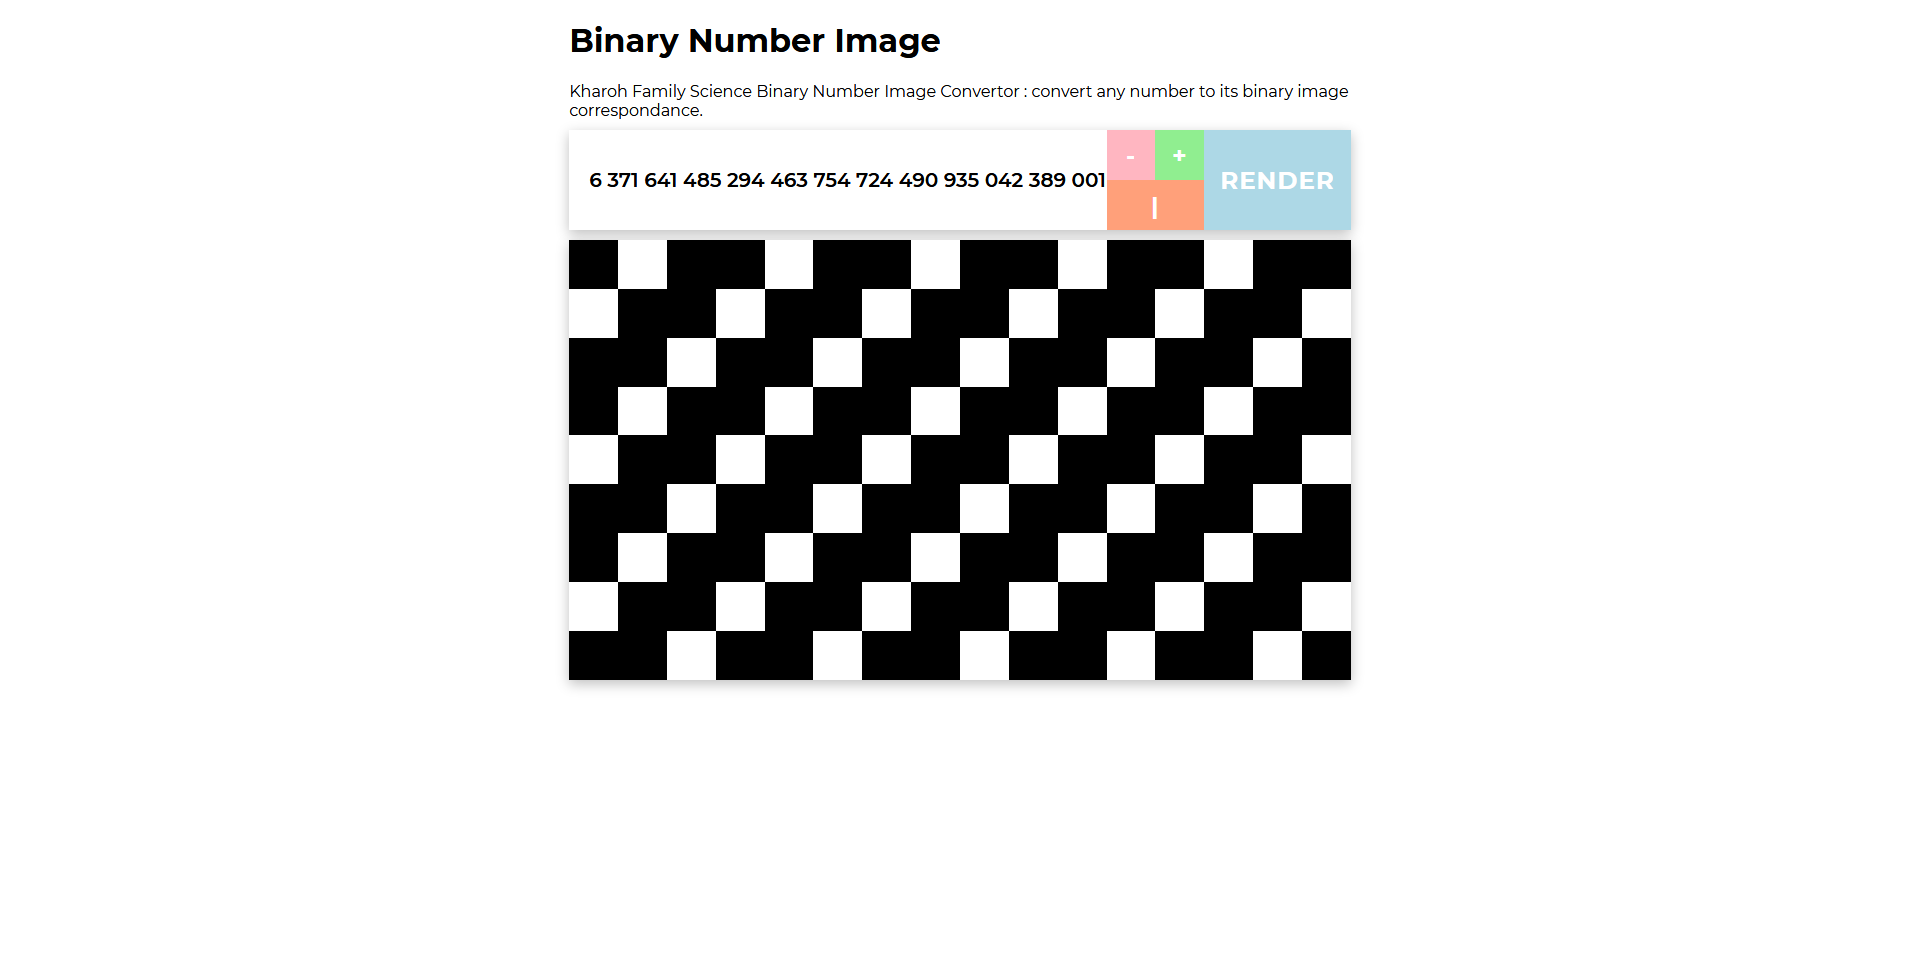 Binary Number Image
Kharoh Family Science Binary Number Image Convertor : convert any number to its binary image
correspondance.
6 371 641 485 294 463 754 724 490 935 042 389 001
- +
|
RENDER